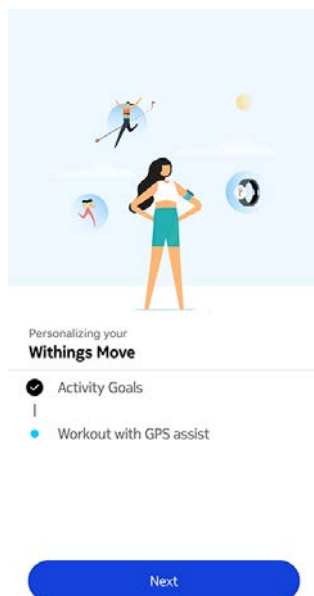 Personalizing your
Withings Move
Activity Goals
Workout with GPS assist
Next